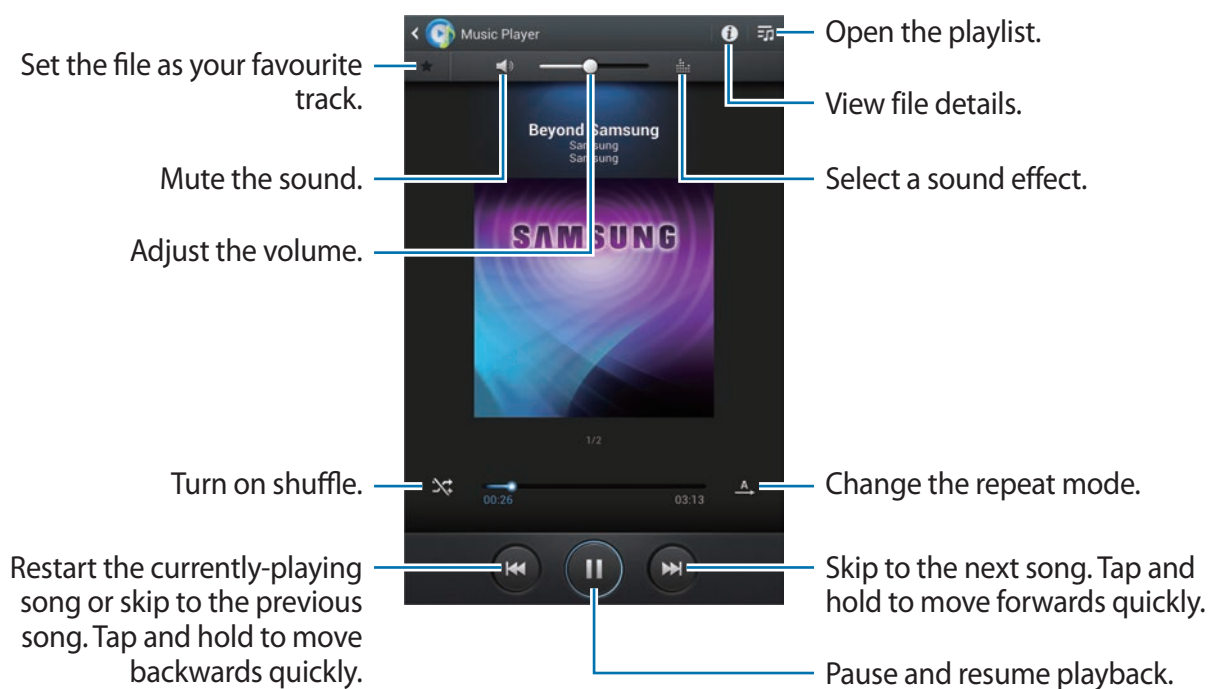 Music Player
Open the playlist.
Set the file as your favourite
track.
View file details.
Beyond Samsung
Samsung
Samsung
Mute the sound.
Select a sound effect.
SAMSUNG
Adjust the volume.
1/2
Turn on shuffle.
00:26
03:13
A
Change the repeat mode.
Restart the currently-playing
song or skip to the previous
song. Tap and hold to move
backwards quickly.
Skip to the next song. Tap and
hold to move forwards quickly.
Pause and resume playback.